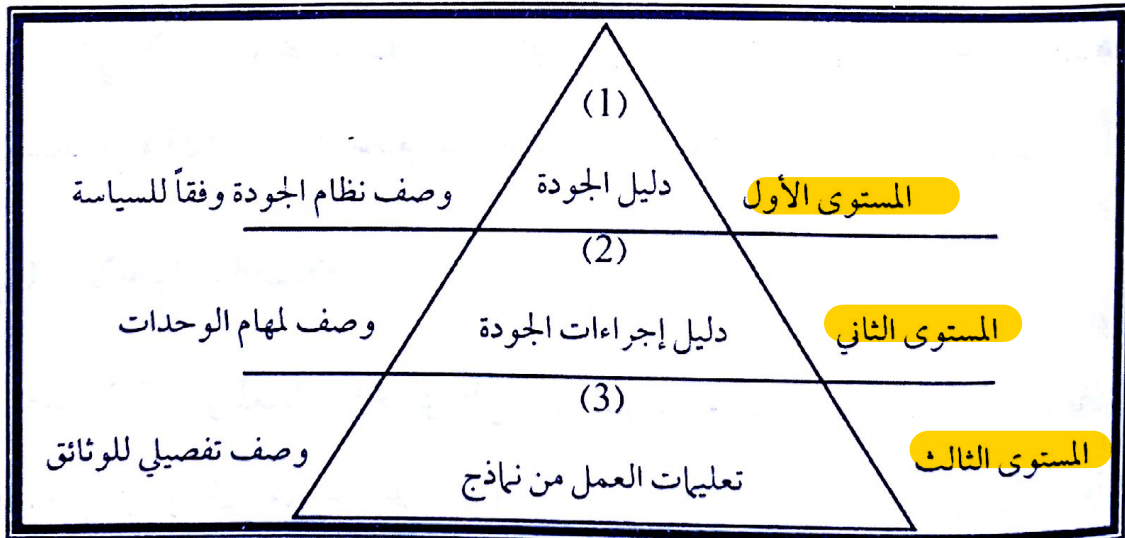 (1)
المستوى الأول دليل الجودة وصف نظام الجودة وفقاً للسياسة
(2)
المستوى الثاني دليل إجراءات الجودة وصف لمهام الوحدات
(3)
المستوى الثالث تعليمات العمل من نماذج وصف تفصيلي للوثائق